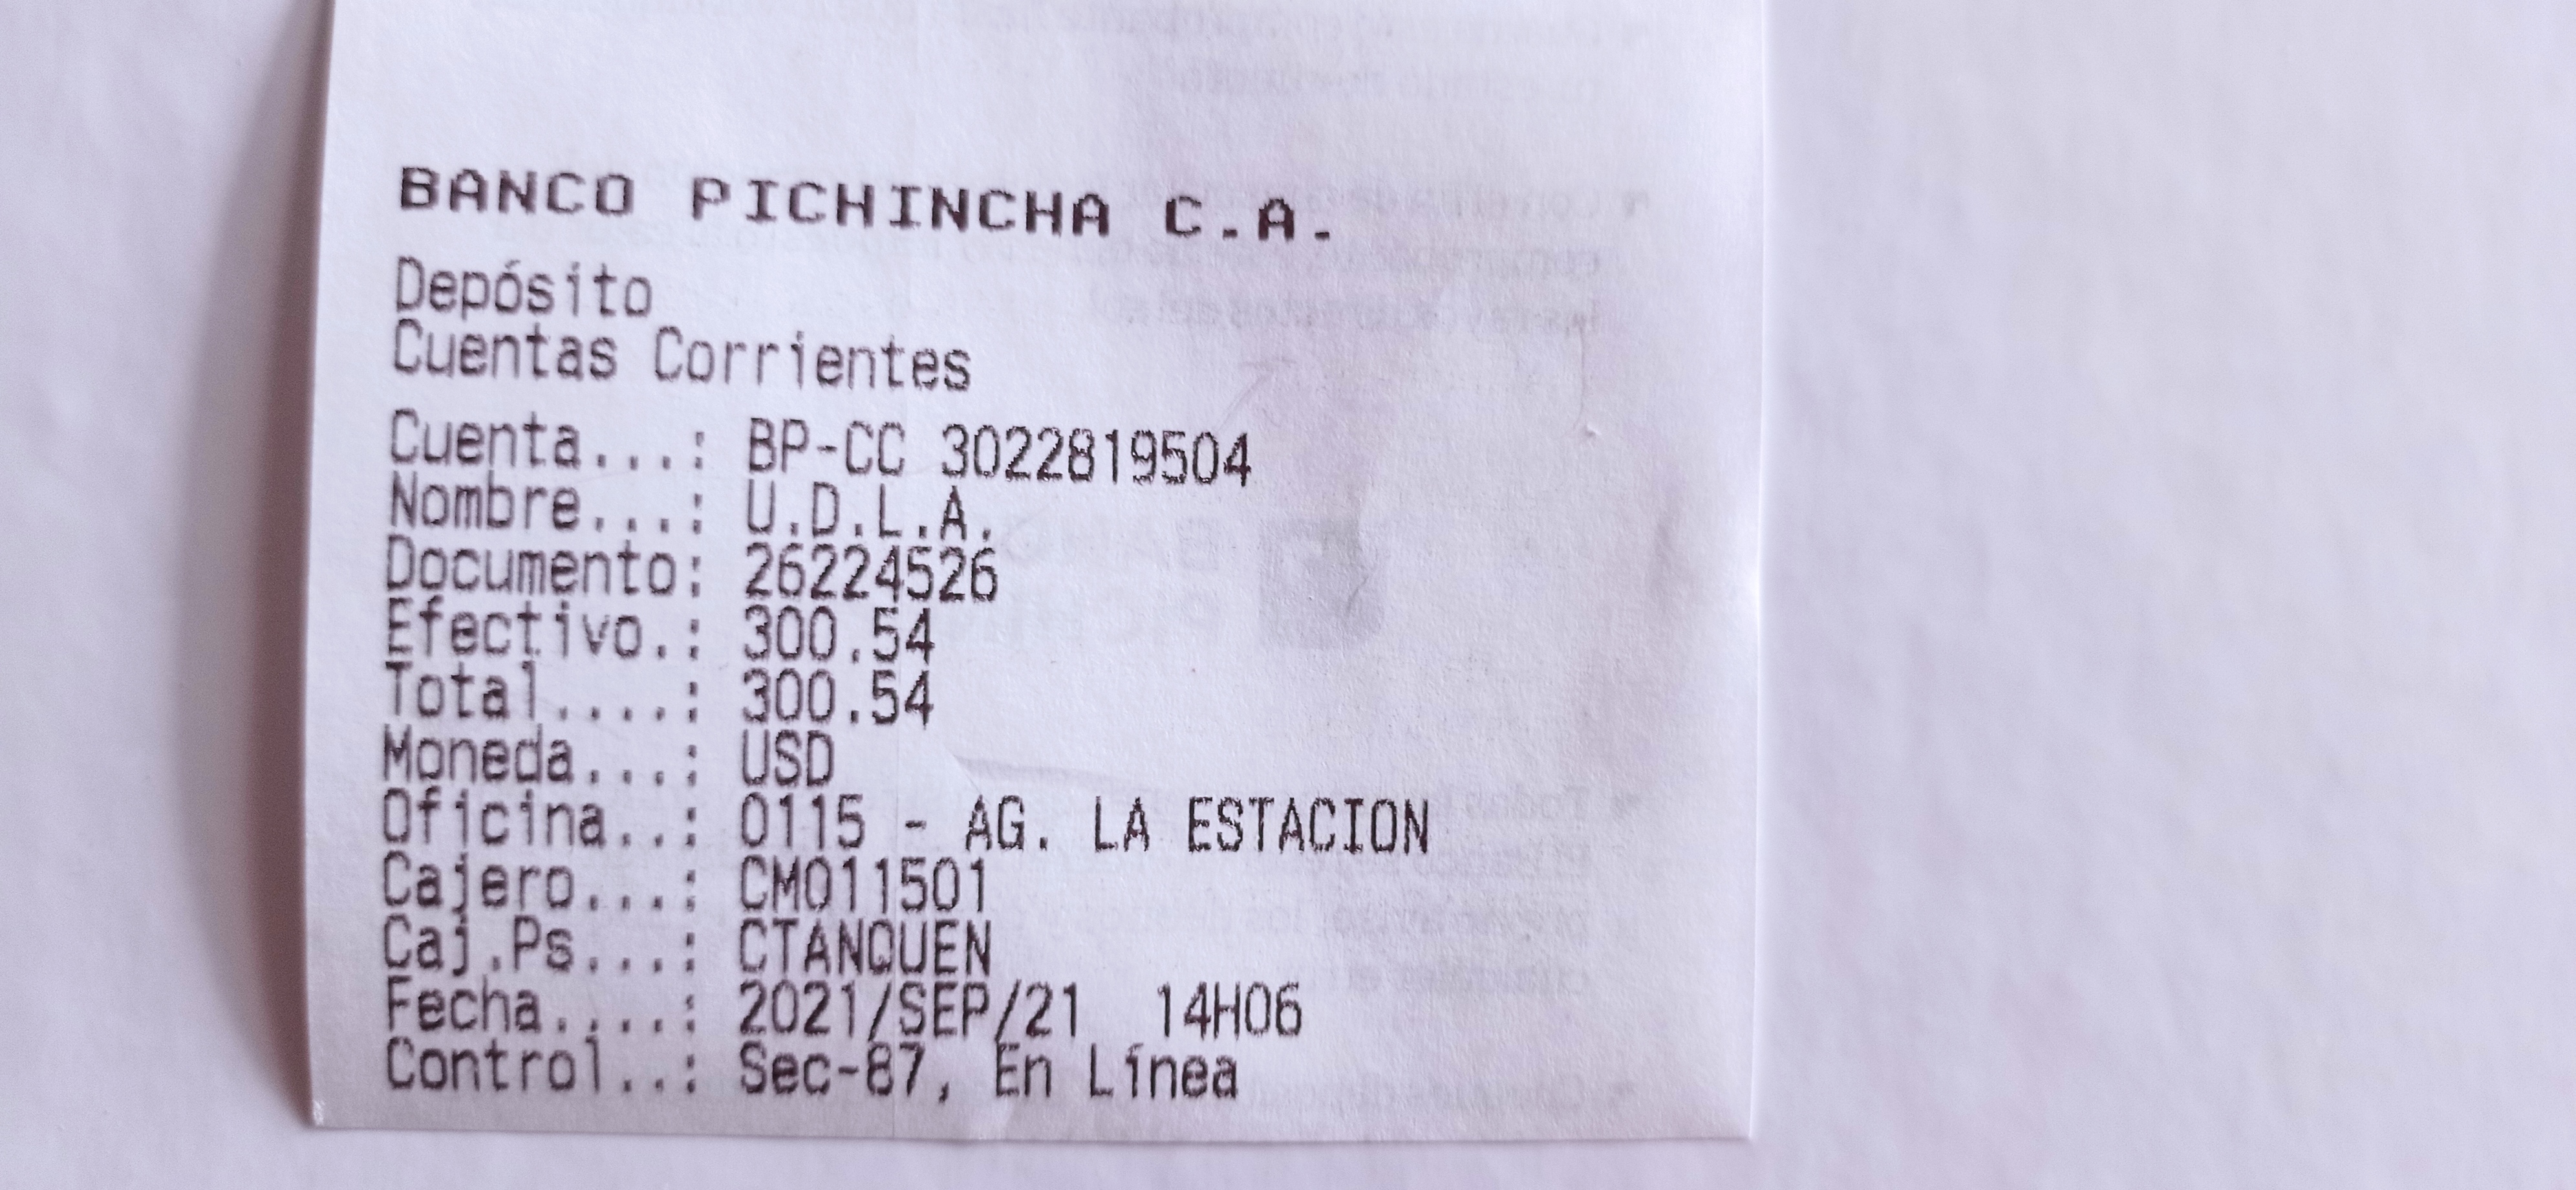 BANCO PICHINCHA C.A.
Depósito
Cuentas Corrientes
Cuenta...: BP-CC 3022819504
Nombre...: U.D.L.A.
Documento: 26224526
Efectivo.: 300.54
Total....: 300.54
Moneda...: USD
Oficina..: 0115 - AG. LA ESTACION
Cajero...: CM011501
Caj.Ps...: CTANQUEN
Fecha....: 2021/SEP/21 14H06
Control..: Sec-87, En Línea